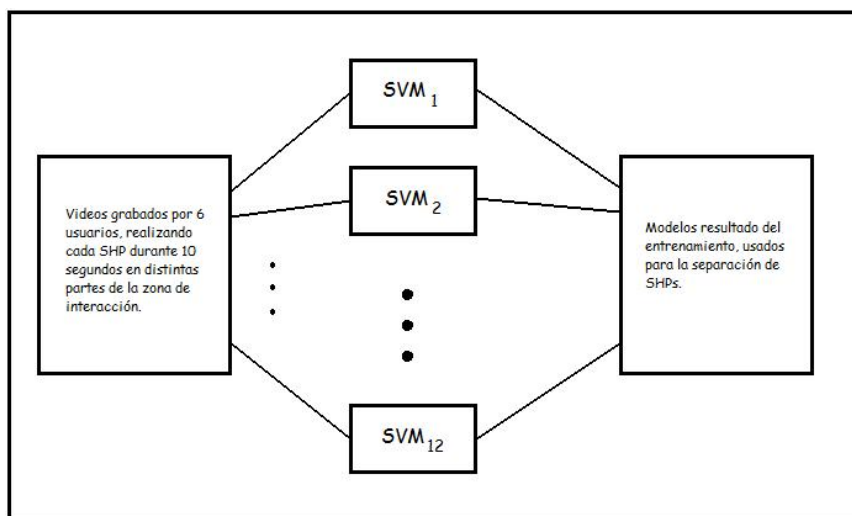 SVM 1
Videos grabados por 6
usuarios, realizando
cada SHP durante 10
segundos en distintas
partes de la zona de
interacción.
SVM 2
Modelos resultado del
entrenamiento, usados
para la separación de
SHPs.
SVM 12